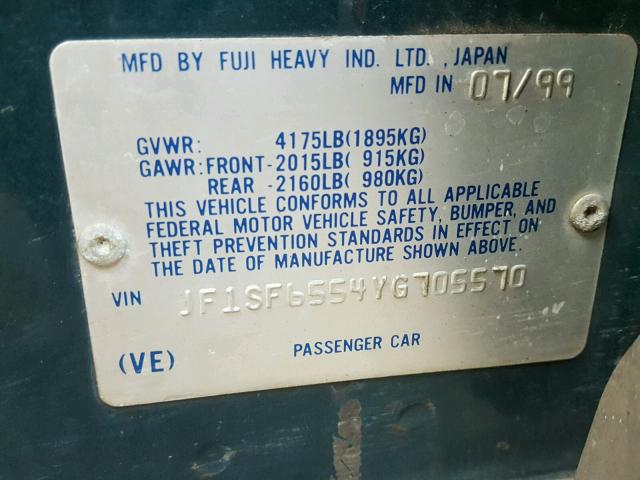 MFD BY FUJI HEAVY IND. LTD. , JAPAN
MFD IN 07/99
GVWR: 4175LB(1895KG)
GAWR:FRONT-2015LB( 915KG)
REAR -2160LB( 980KG)
THIS VEHICLE CONFORMS TO ALL APPLICABLE
FEDERAL MOTOR VEHICLE SAFETY, BUMPER, AND
THEFT PREVENTION STANDARDS IN EFFECT ON
THE DATE OF MANUFACTURE SHOWN ABOVE.
VIN JF1SF6554YG705570
(VE) PASSENGER CAR